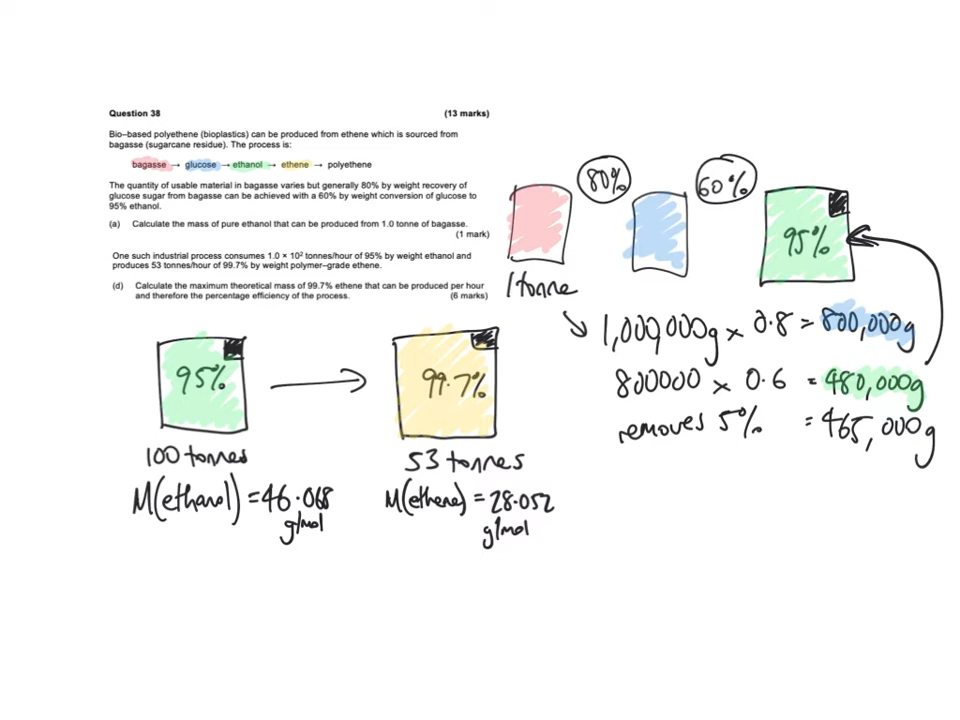 Question 38 (13 marks)
Bio–based polyethene (bioplastics) can be produced from ethene which is sourced from
bagasse (sugarcane residue). The process is:
bagasse → glucose → ethanol → ethene → polyethene
The quantity of usable material in bagasse varies but generally 80% by weight recovery of
glucose sugar from bagasse can be achieved with a 60% by weight conversion of glucose to
95% ethanol.
(a) Calculate the mass of pure ethanol that can be produced from 1.0 tonne of bagasse.
(1 mark)
One such industrial process consumes 1.0 × 10² tonnes/hour of 95% by weight ethanol and
produces 53 tonnes/hour of 99.7% by weight polymer–grade ethene.
(d) Calculate the maximum theoretical mass of 99.7% ethene that can be produced per hour
and therefore the percentage efficiency of the process. (6 marks)
80% 60%
95%
1 tonne
1,000,000g × 0.8 = 800,000g
800000 × 0.6 = 480,000g
removes 5% = 465,000g
95% → 99.7%
100 tonnes 53 tonnes
M(ethanol) = 46.068 g/mol
M(ethene) = 28.052 g/mol